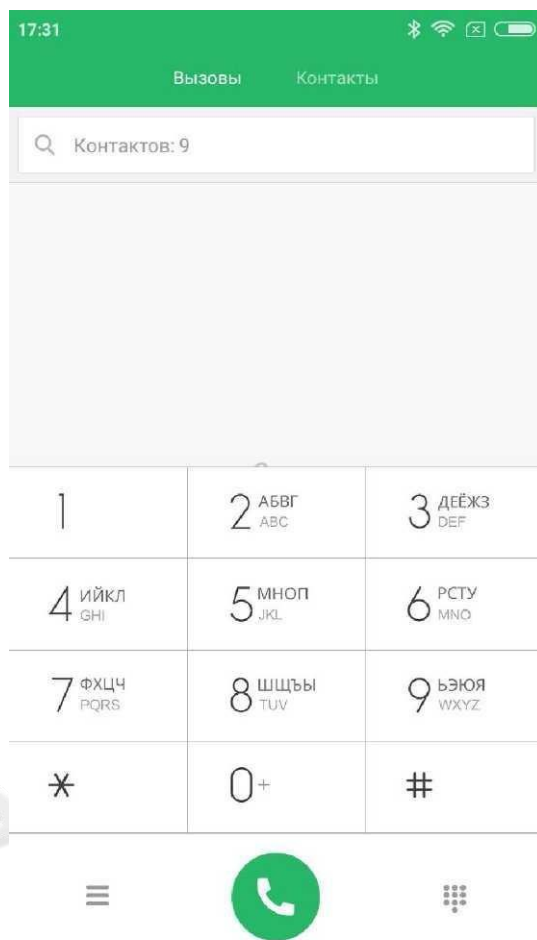 17:31
Вызовы Контакты
Контактов: 9
1 2 АБВГ 3 ДЕЁЖЗ
ABC DEF
4 ИЙКЛ 5 МНОП 6 РСТУ
GHI JKL MNO
7 ФХЦЧ 8 ШЩЪЫ 9 ЬЭЮЯ
PQRS TUV WXYZ
* 0 + #